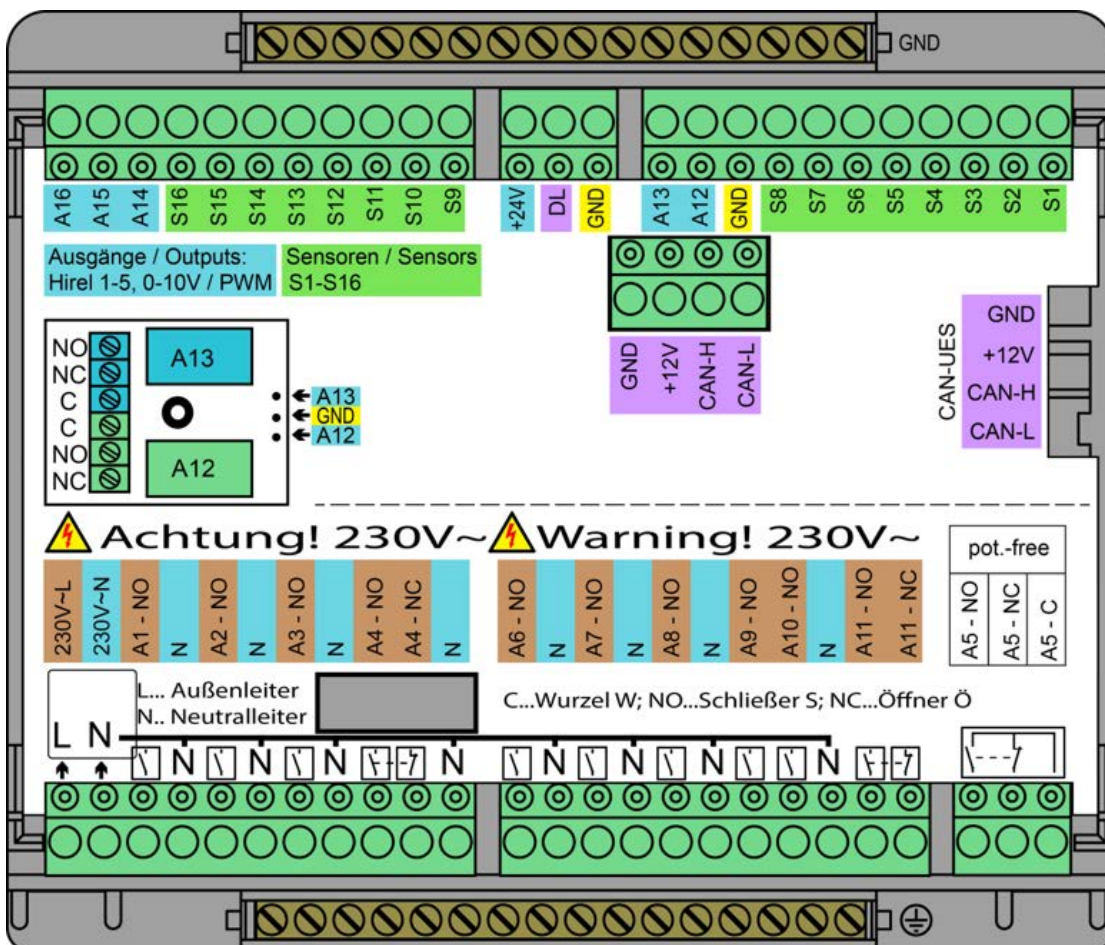 GND
A16 A15 A14 S16 S15 S14 S13 S12 S11 S10 S9
+24V DL GND
A13 A12 GND S8 S7 S6 S5 S4 S3 S2 S1
Ausgänge / Outputs:
Hirel 1-5, 0-10V / PWM
Sensoren / Sensors
S1-S16
GND +12V CAN-H CAN-L
CAN-UES
GND
+12V
CAN-H
CAN-L
NO
NC
C
C
NO
NC
A13
A12
A13
GND
A12
Achtung! 230V~
Warning! 230V~
230V~L 230V~N A1 - NO N A2 - NO N A3 - NO N A4 - NO A4 - NC N
A6 - NO N A7 - NO N A8 - NO N A9 - NO A10 - NO N A11 - NO A11 - NC
pot.-free
A5 - NO A5 - NC A5 - C
L... Außenleiter
N.. Neutralleiter
C...Wurzel W; NO...Schließer S; NC...Öffner Ö
L N N N N N N N N N